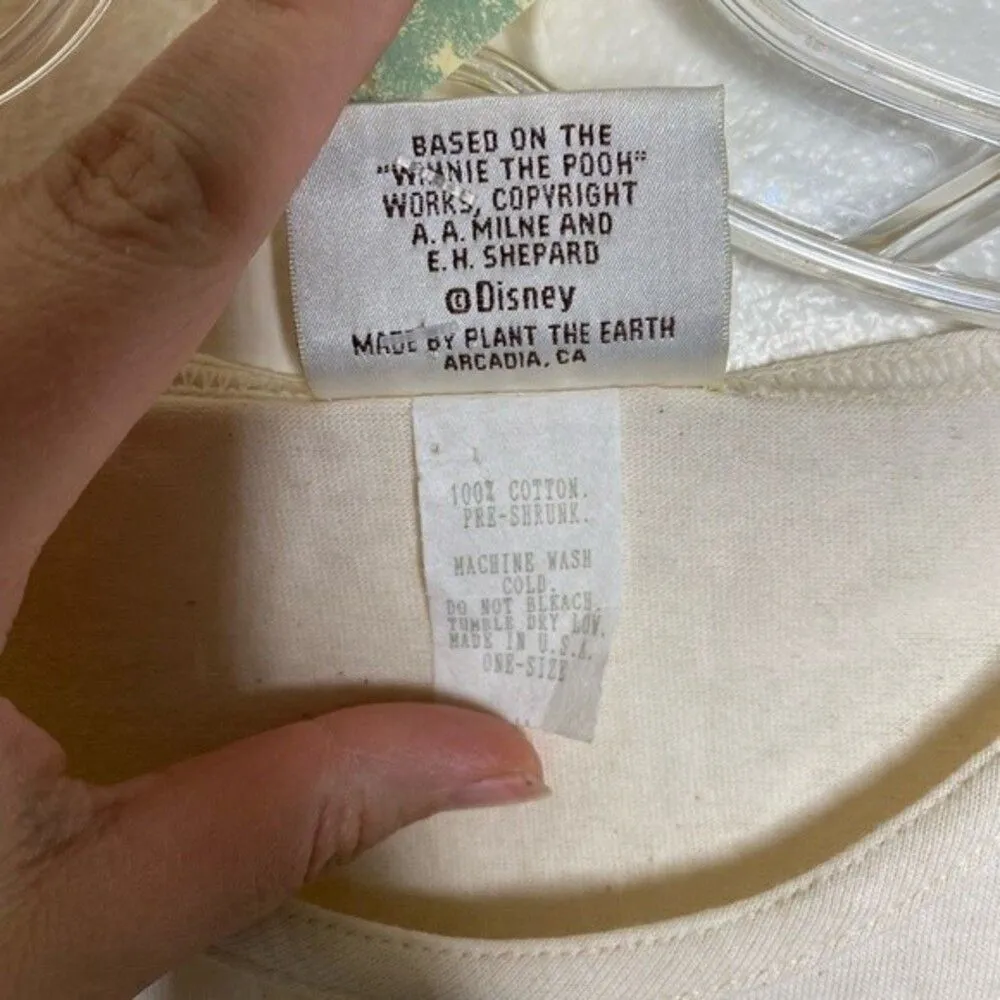 BASED ON THE
"WINNIE THE POOH"
WORKS, COPYRIGHT
A. A. MILNE AND
E. H. SHEPARD
©Disney
MADE BY PLANT THE EARTH
ARCADIA, CA
100% COTTON.
PRE-SHRUNK.
MACHINE WASH
COLD.
DO NOT BLEACH.
TUMBLE DRY LOW.
MADE IN U.S.A.
ONE-SIZE